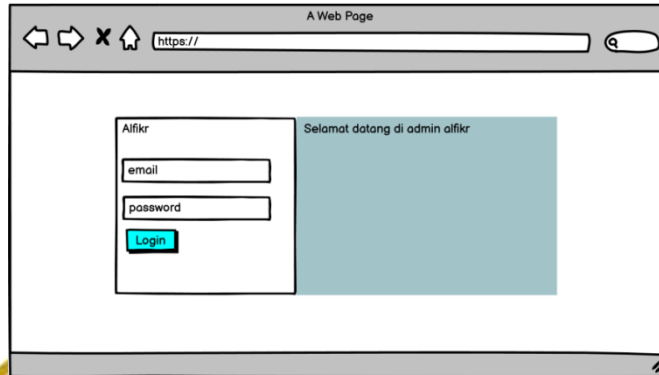 A Web Page
https://
Alfikr
Selamat datang di admin alfikr
email
password
Login